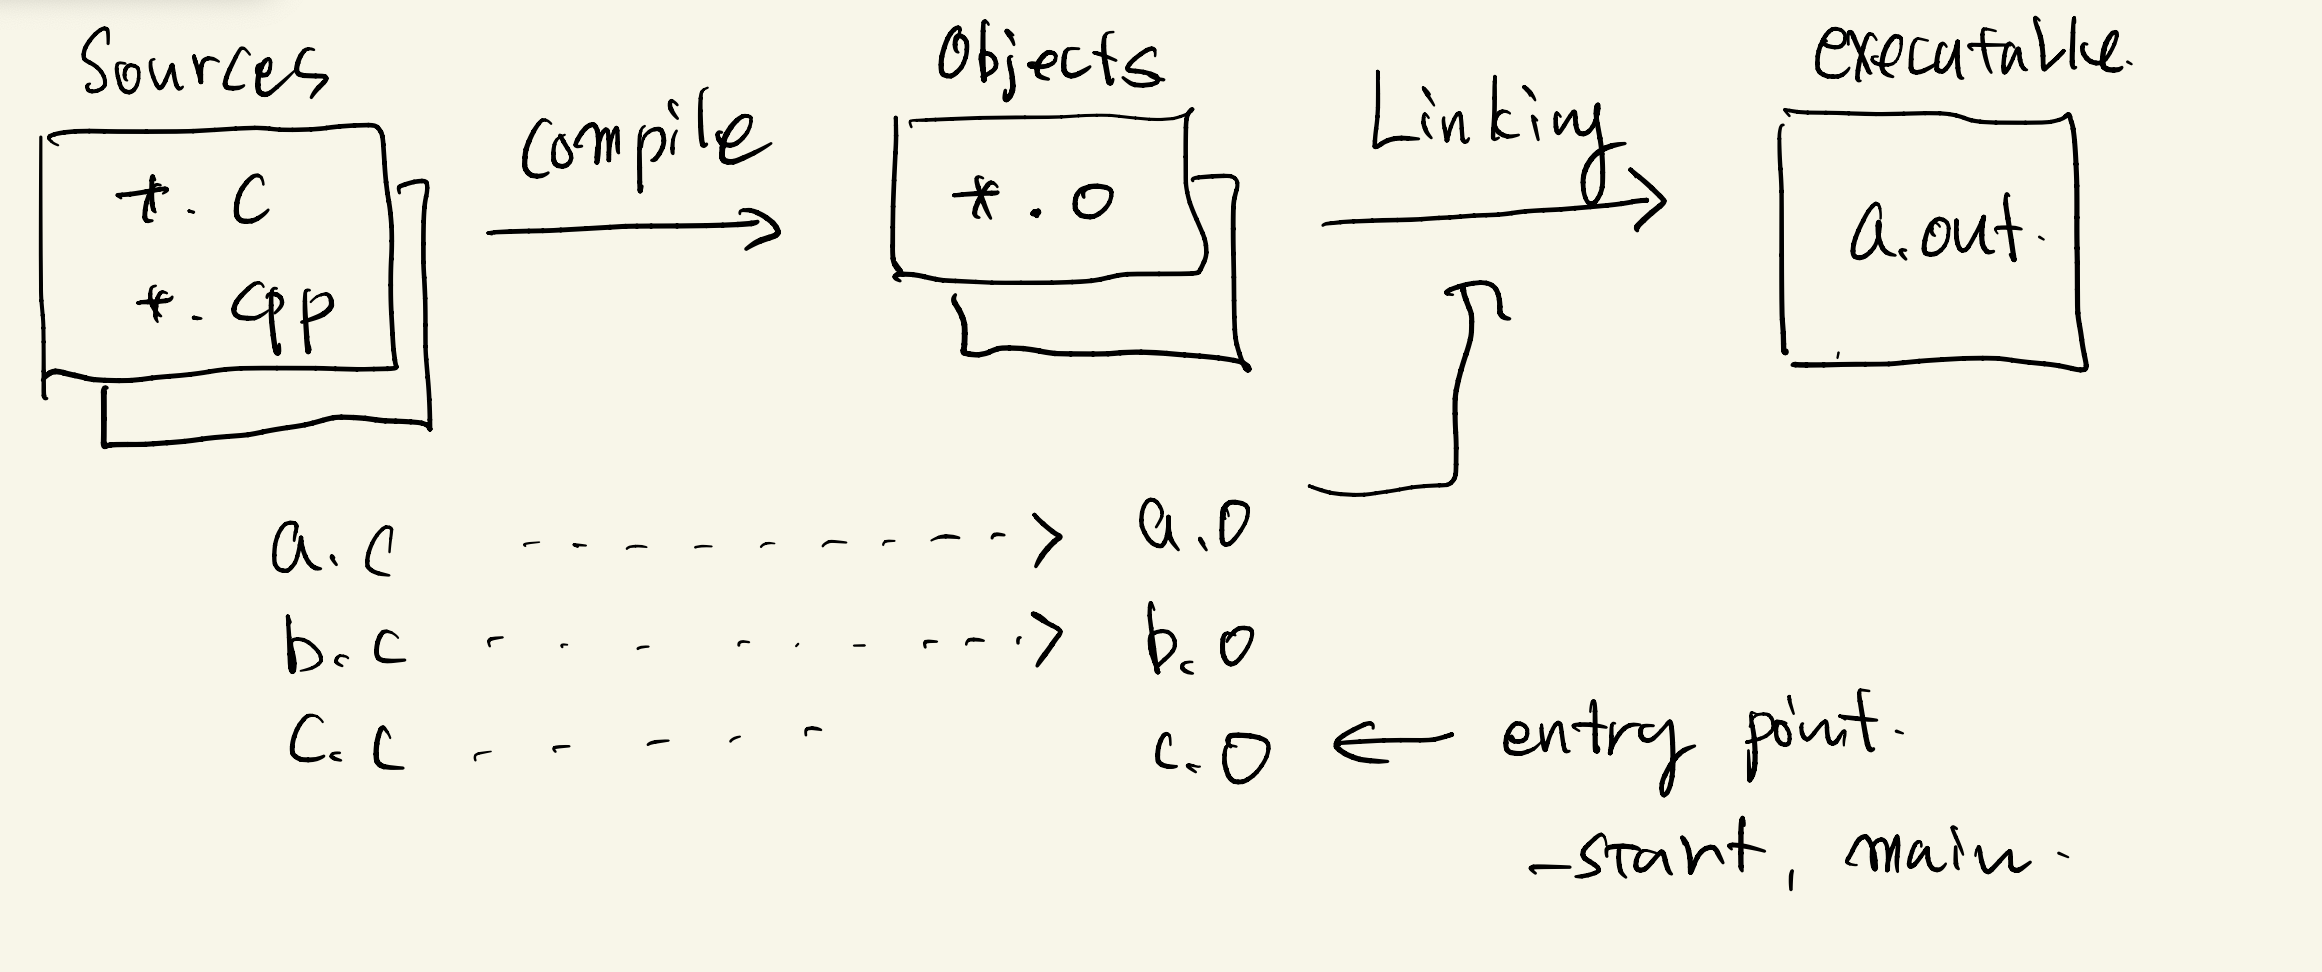 Sources
compile
Objects
Linking
executable.
*. c
*. cpp
*. o
a.out.
a.c -------> a.o
b.c -------> b.o
c.c ----- c.o ← entry point.
_start, main.